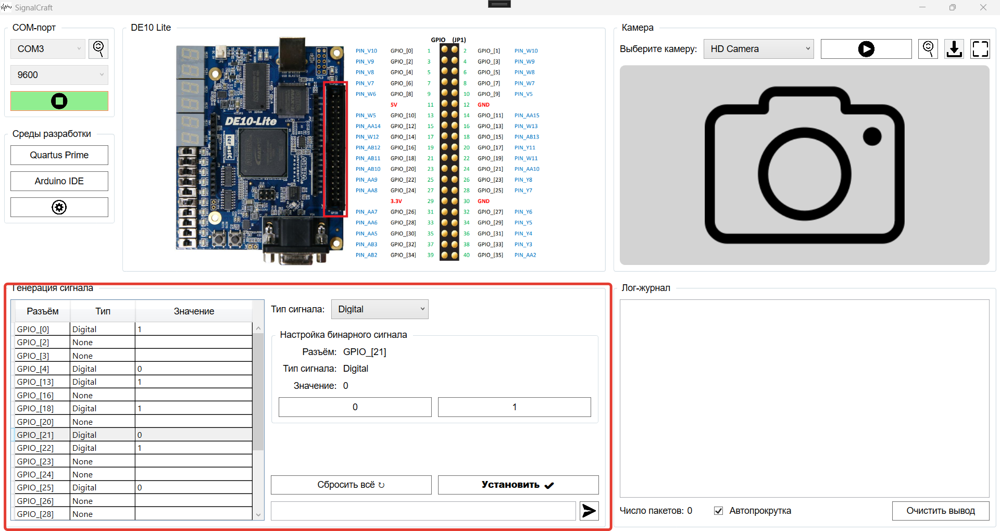 SignalCraft
COM-порт
COM3
9600
Среды разработки
Quartus Prime
Arduino IDE
DE10 Lite
DE10-Lite
terasic
GPIO (JP1)
PIN_V10 GPIO_[0] 1 2 GPIO_[1] PIN_W10
PIN_V9 GPIO_[2] 3 4 GPIO_[3] PIN_W9
PIN_V8 GPIO_[4] 5 6 GPIO_[5] PIN_W8
PIN_V7 GPIO_[6] 7 8 GPIO_[7] PIN_W7
PIN_W6 GPIO_[8] 9 10 GPIO_[9] PIN_V5
5V 11 12 GND
PIN_W5 GPIO_[10] 13 14 GPIO_[11] PIN_AA15
PIN_AA14 GPIO_[12] 15 16 GPIO_[13] PIN_W13
PIN_W12 GPIO_[14] 17 18 GPIO_[15] PIN_AB13
PIN_AB12 GPIO_[16] 19 20 GPIO_[17] PIN_Y11
PIN_AB11 GPIO_[18] 21 22 GPIO_[19] PIN_W11
PIN_AB10 GPIO_[20] 23 24 GPIO_[21] PIN_AA10
PIN_AA9 GPIO_[22] 25 26 GPIO_[23] PIN_Y8
PIN_AA8 GPIO_[24] 27 28 GPIO_[25] PIN_Y7
3.3V 29 30 GND
PIN_AA7 GPIO_[26] 31 32 GPIO_[27] PIN_Y6
PIN_AA6 GPIO_[28] 33 34 GPIO_[29] PIN_Y5
PIN_AA5 GPIO_[30] 35 36 GPIO_[31] PIN_Y4
PIN_AB3 GPIO_[32] 37 38 GPIO_[33] PIN_Y3
PIN_AB2 GPIO_[34] 39 40 GPIO_[35] PIN_AA2
Камера
Выберите камеру: HD Camera
Генерация сигнала
Разъём Тип Значение
GPIO_[0] Digital 1
GPIO_[2] None
GPIO_[3] None
GPIO_[4] Digital 0
GPIO_[13] Digital 1
GPIO_[16] None
GPIO_[18] Digital 1
GPIO_[20] None
GPIO_[21] Digital 0
GPIO_[22] Digital 1
GPIO_[23] None
GPIO_[24] None
GPIO_[25] Digital 0
GPIO_[26] None
GPIO_[28] None
Тип сигнала: Digital
Настройка бинарного сигнала
Разъём: GPIO_[21]
Тип сигнала: Digital
Значение: 0
0 1
Сбросить всё ↻ Установить ✔
Лог-журнал
Число пакетов: 0
Автопрокрутка
Очистить вывод